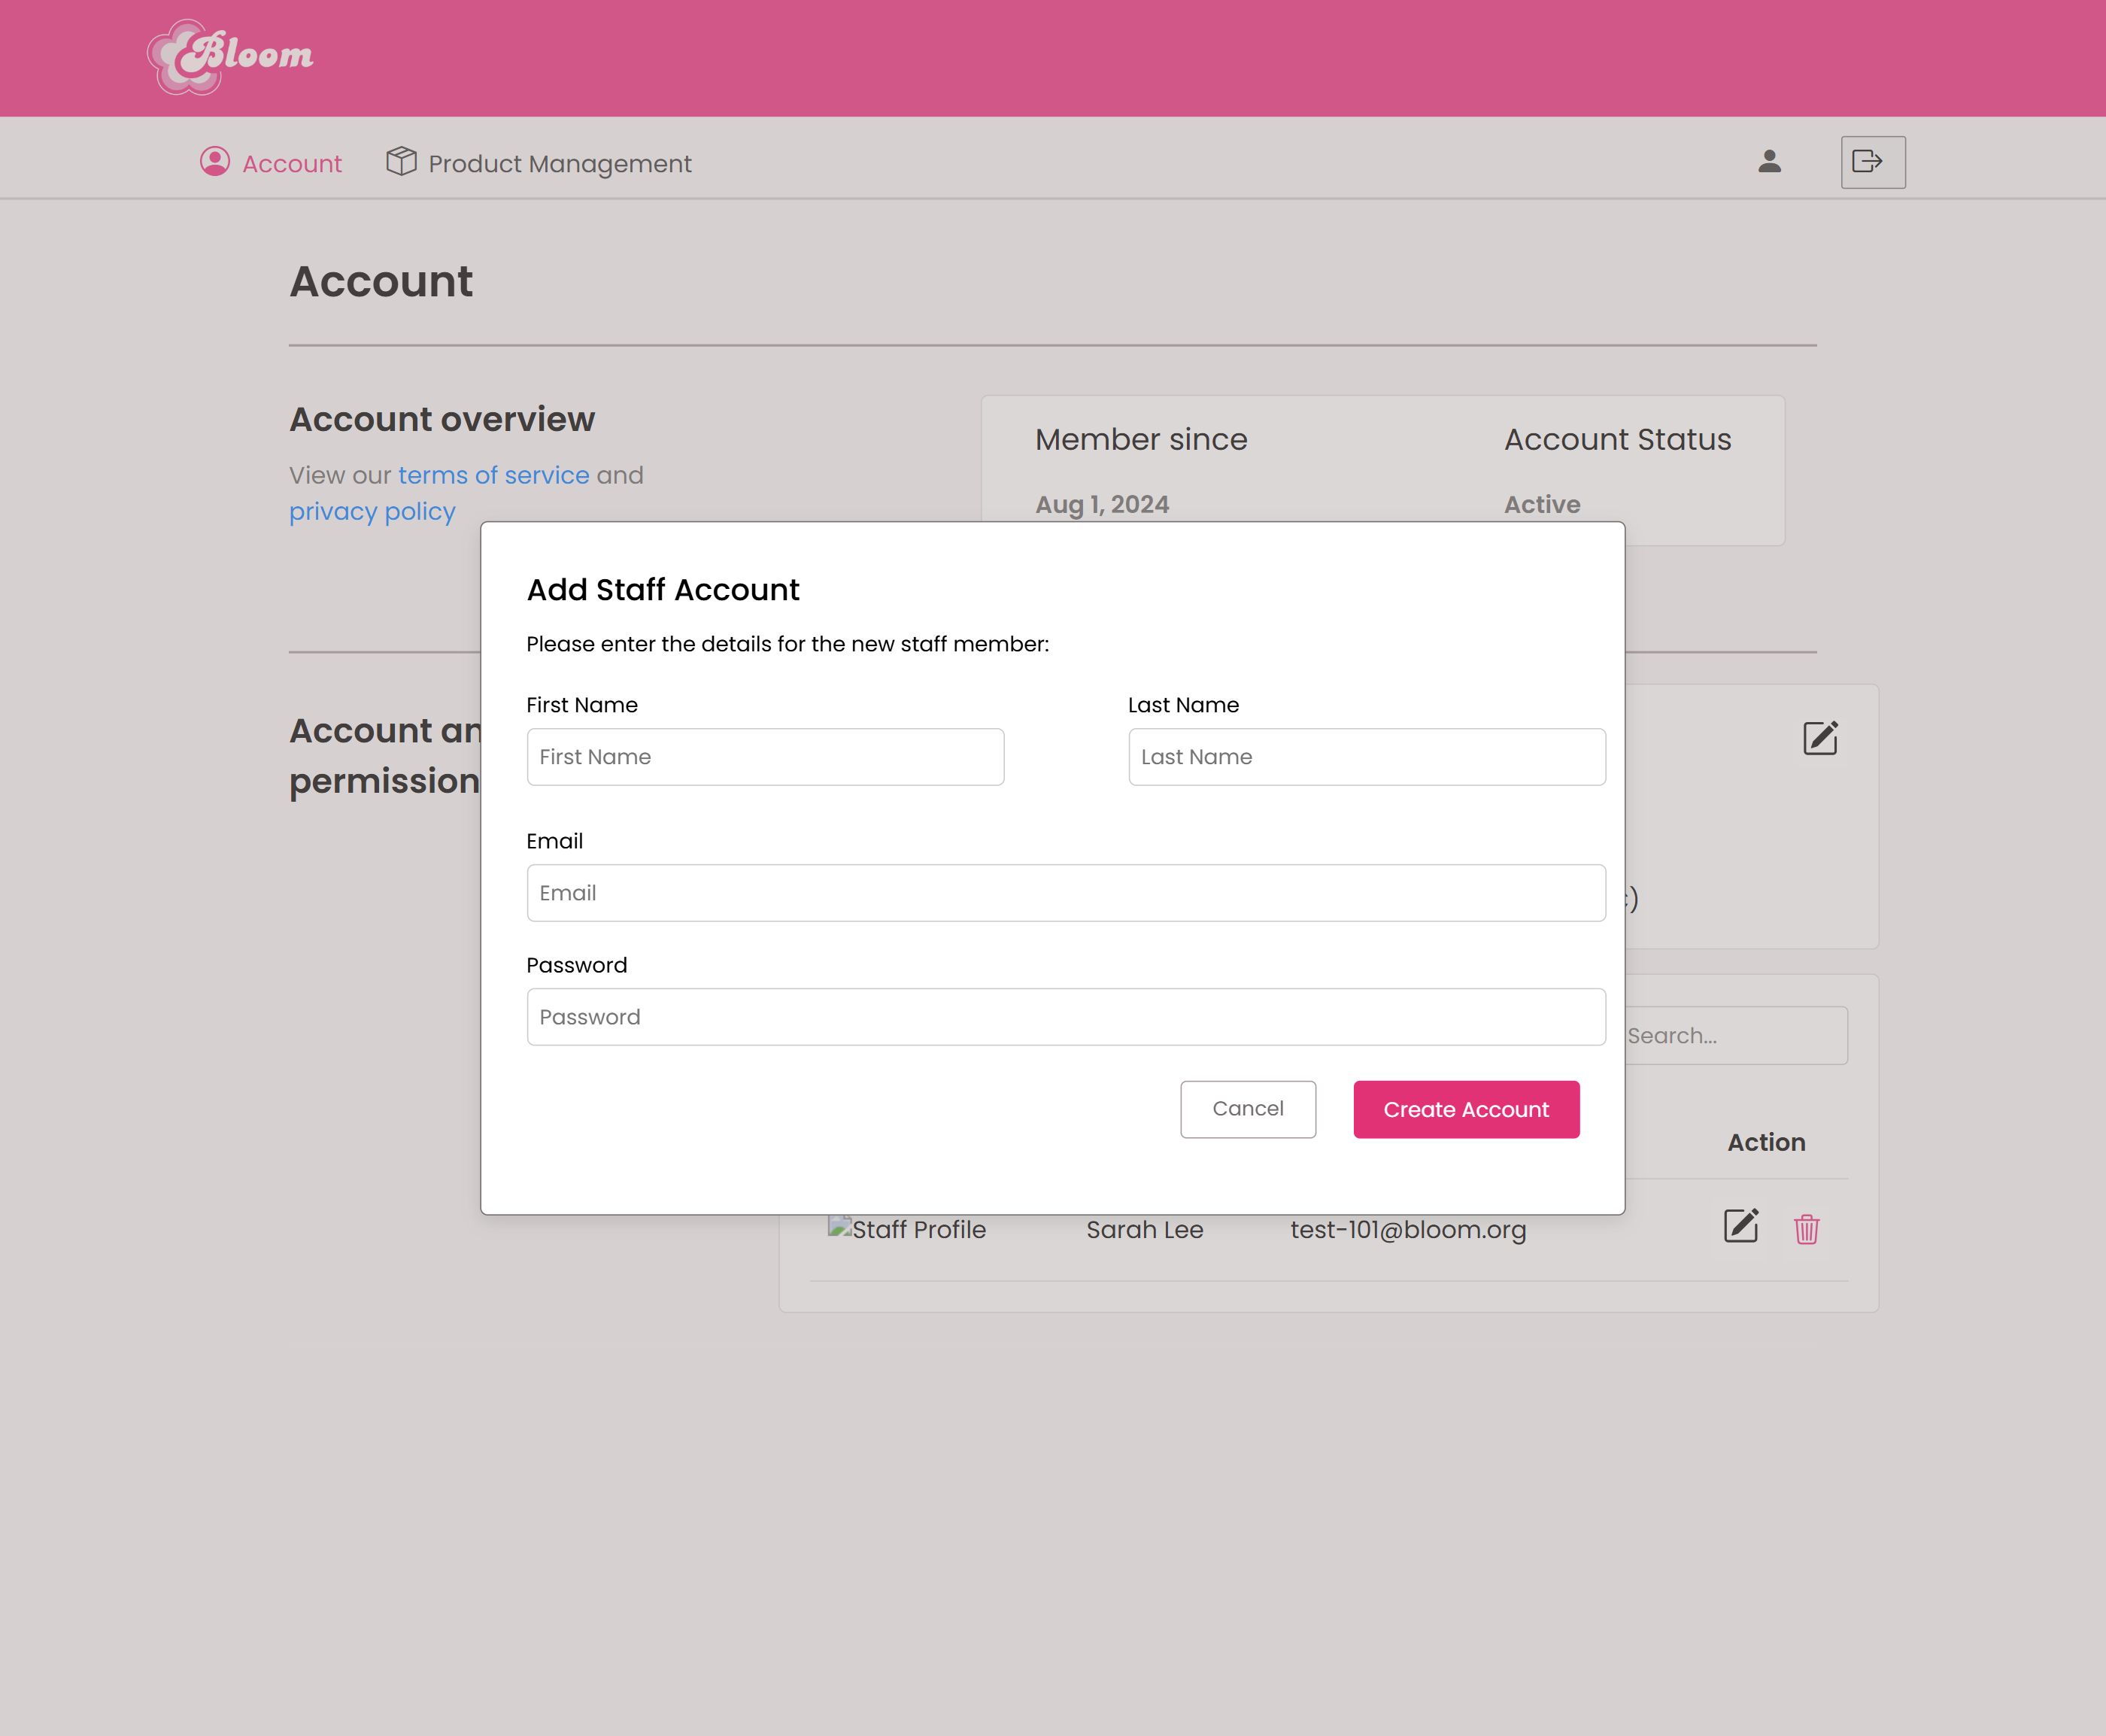 Bloom
Account
Product Management
Account
Account overview
View our terms of service and
privacy policy
Member since
Account Status
Aug 1, 2024
Active
Add Staff Account
Please enter the details for the new staff member:
First Name
Last Name
First Name
Last Name
Email
Email
Password
Password
Cancel
Create Account
Account
permission
)
Search...
Action
Staff Profile
Sarah Lee
test-101@bloom.org